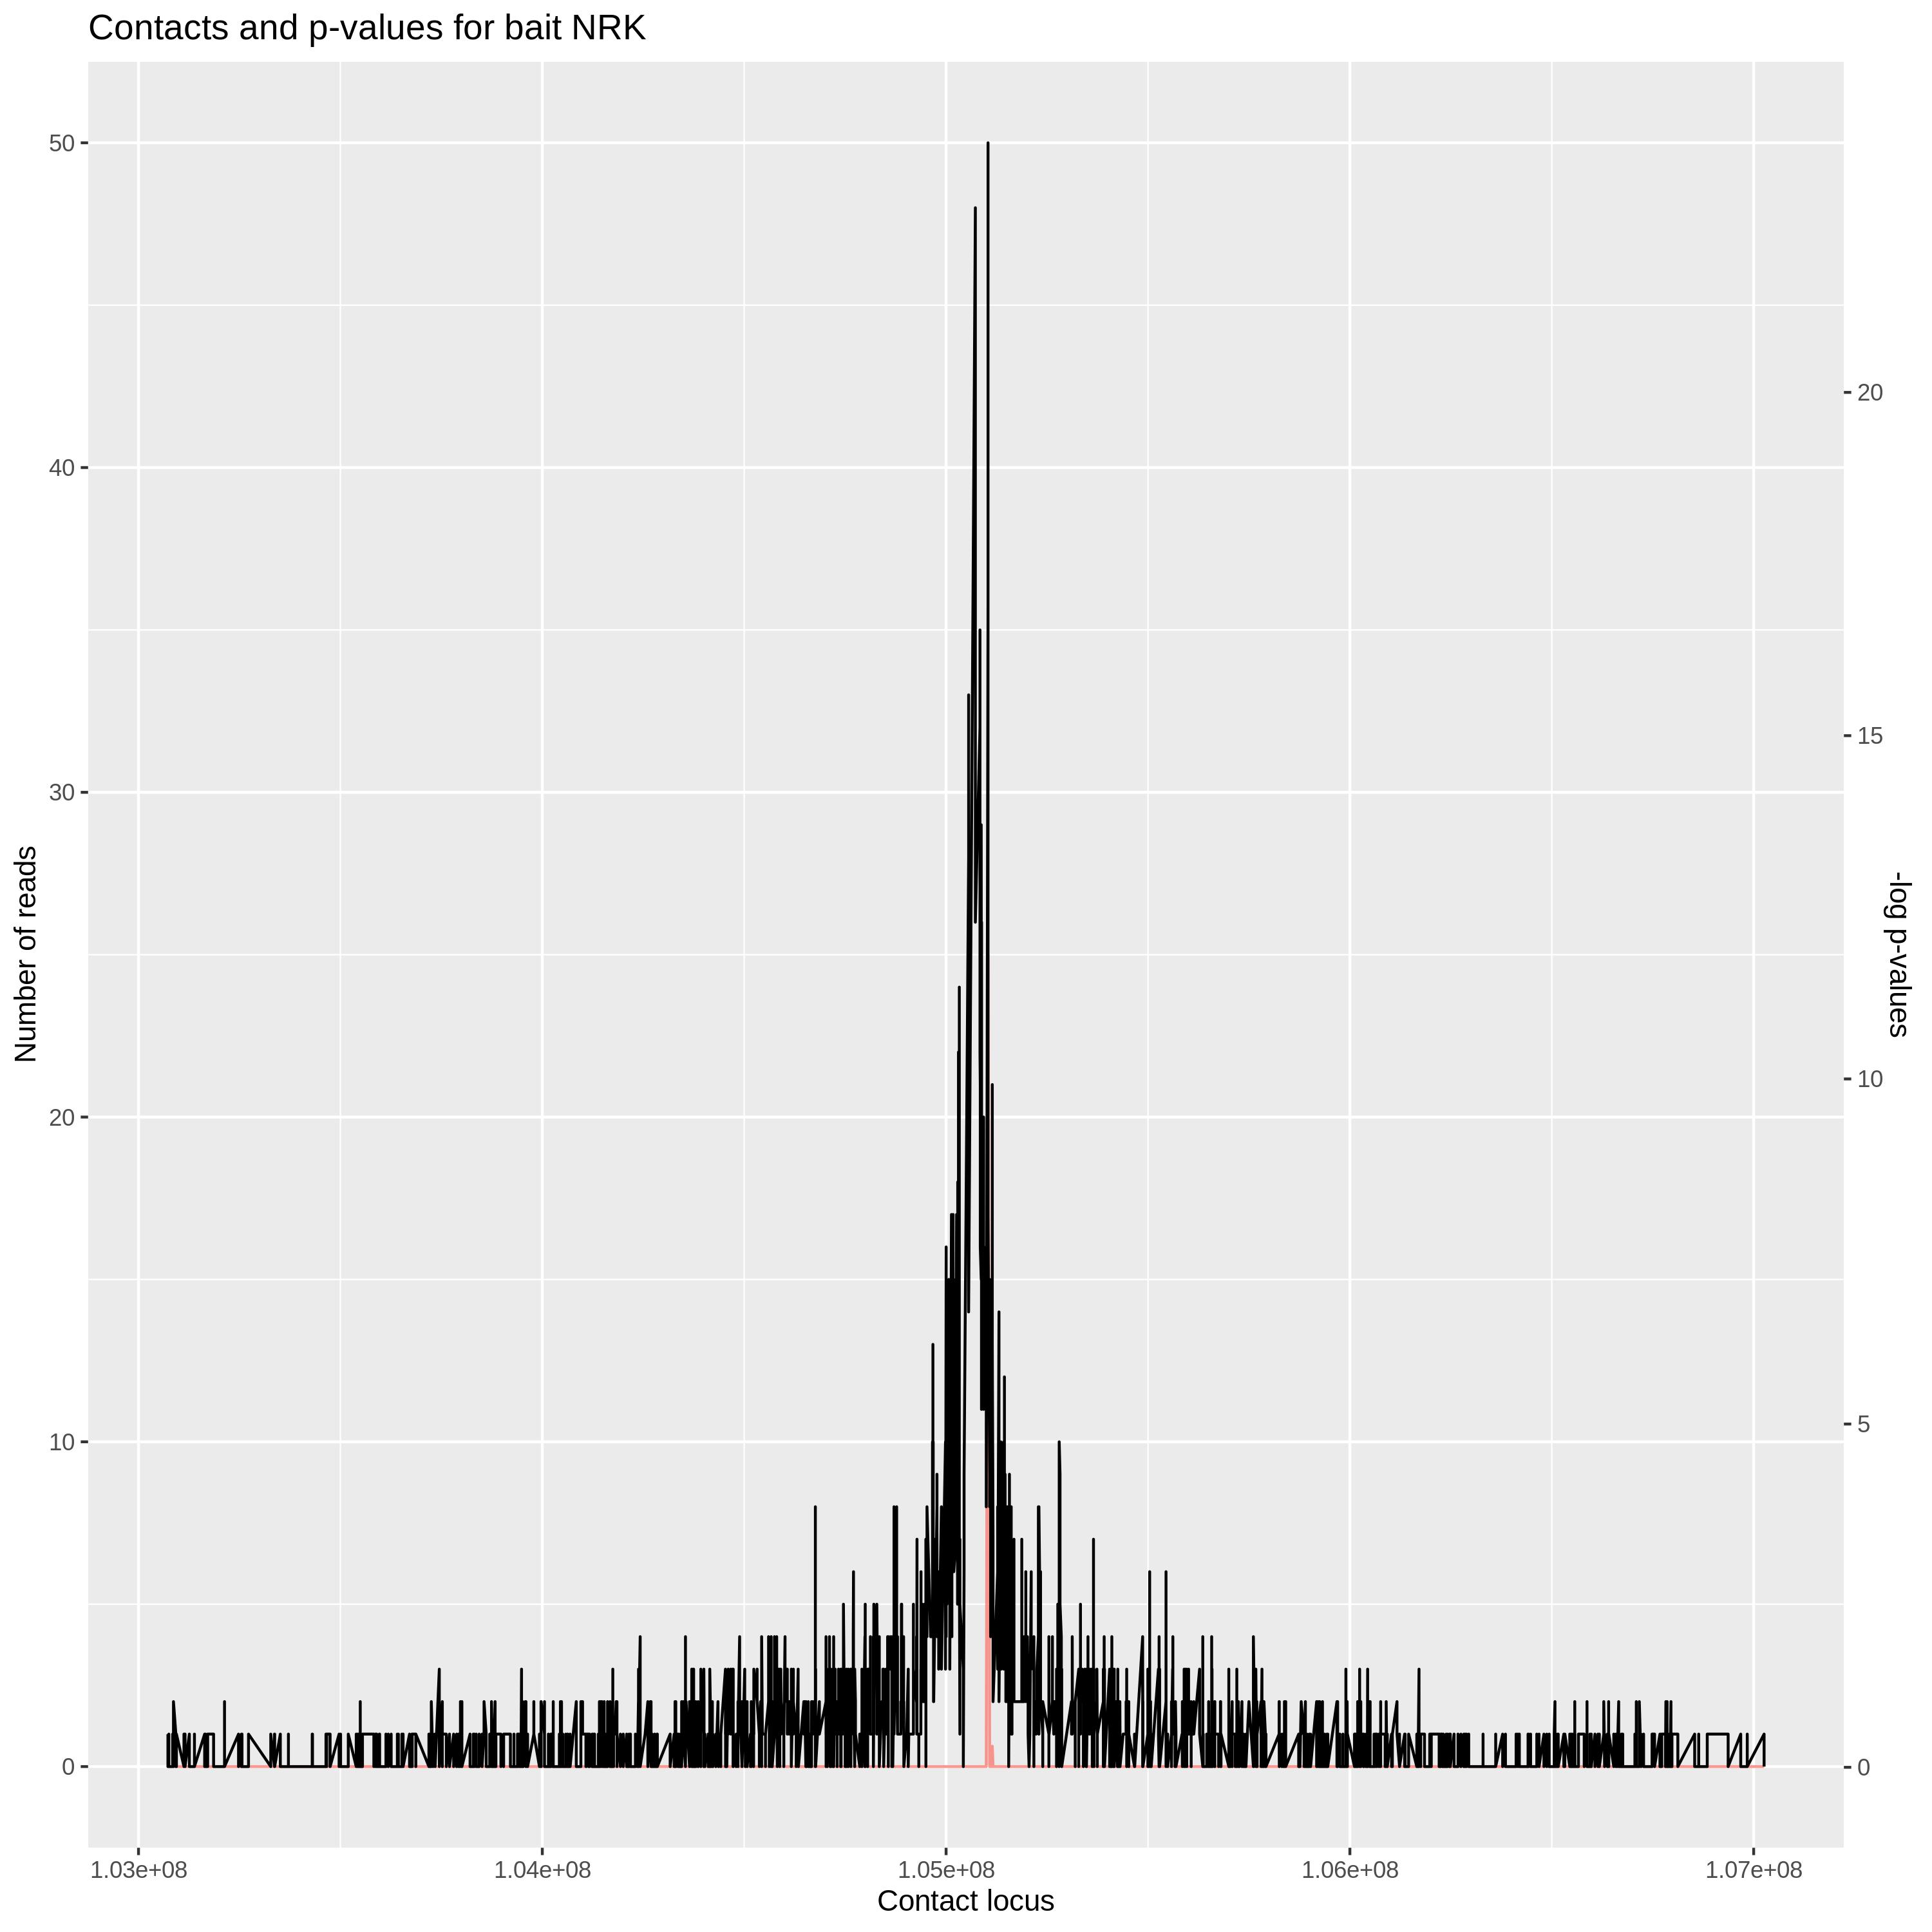 Contacts and p-values for bait NRK
50
40
30
20
10
0
Number of reads
20
15
10
5
0
-log p-values
1.03e+08
1.04e+08
1.05e+08
1.06e+08
1.07e+08
Contact locus